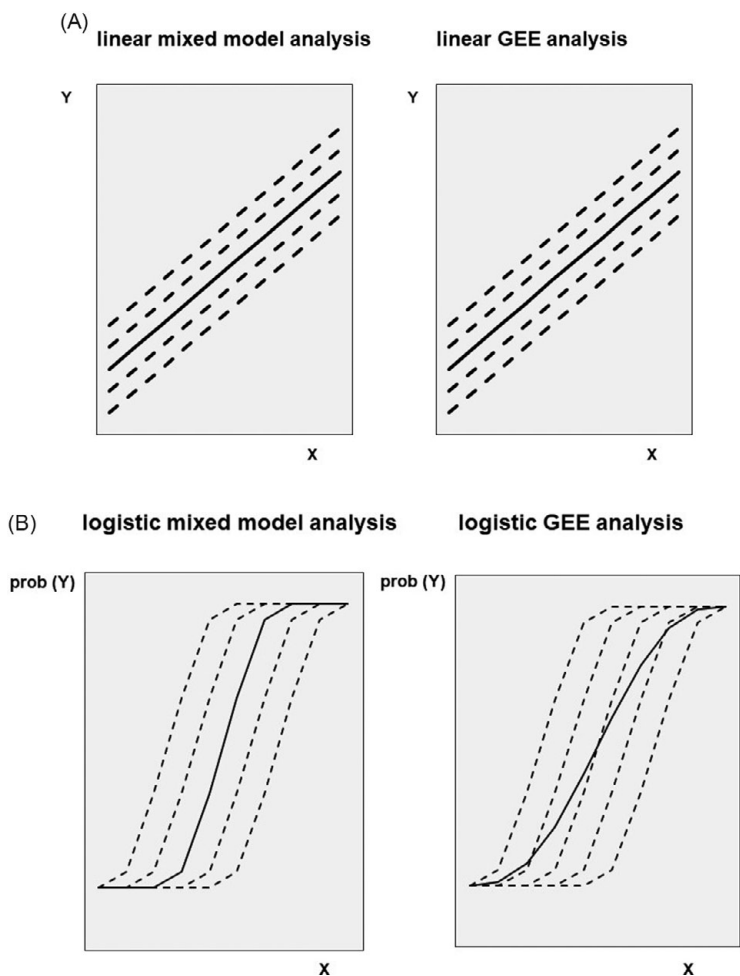 (A)
linear mixed model analysis
linear GEE analysis
Y
Y
X
X
(B)
logistic mixed model analysis
logistic GEE analysis
prob (Y)
prob (Y)
X
X